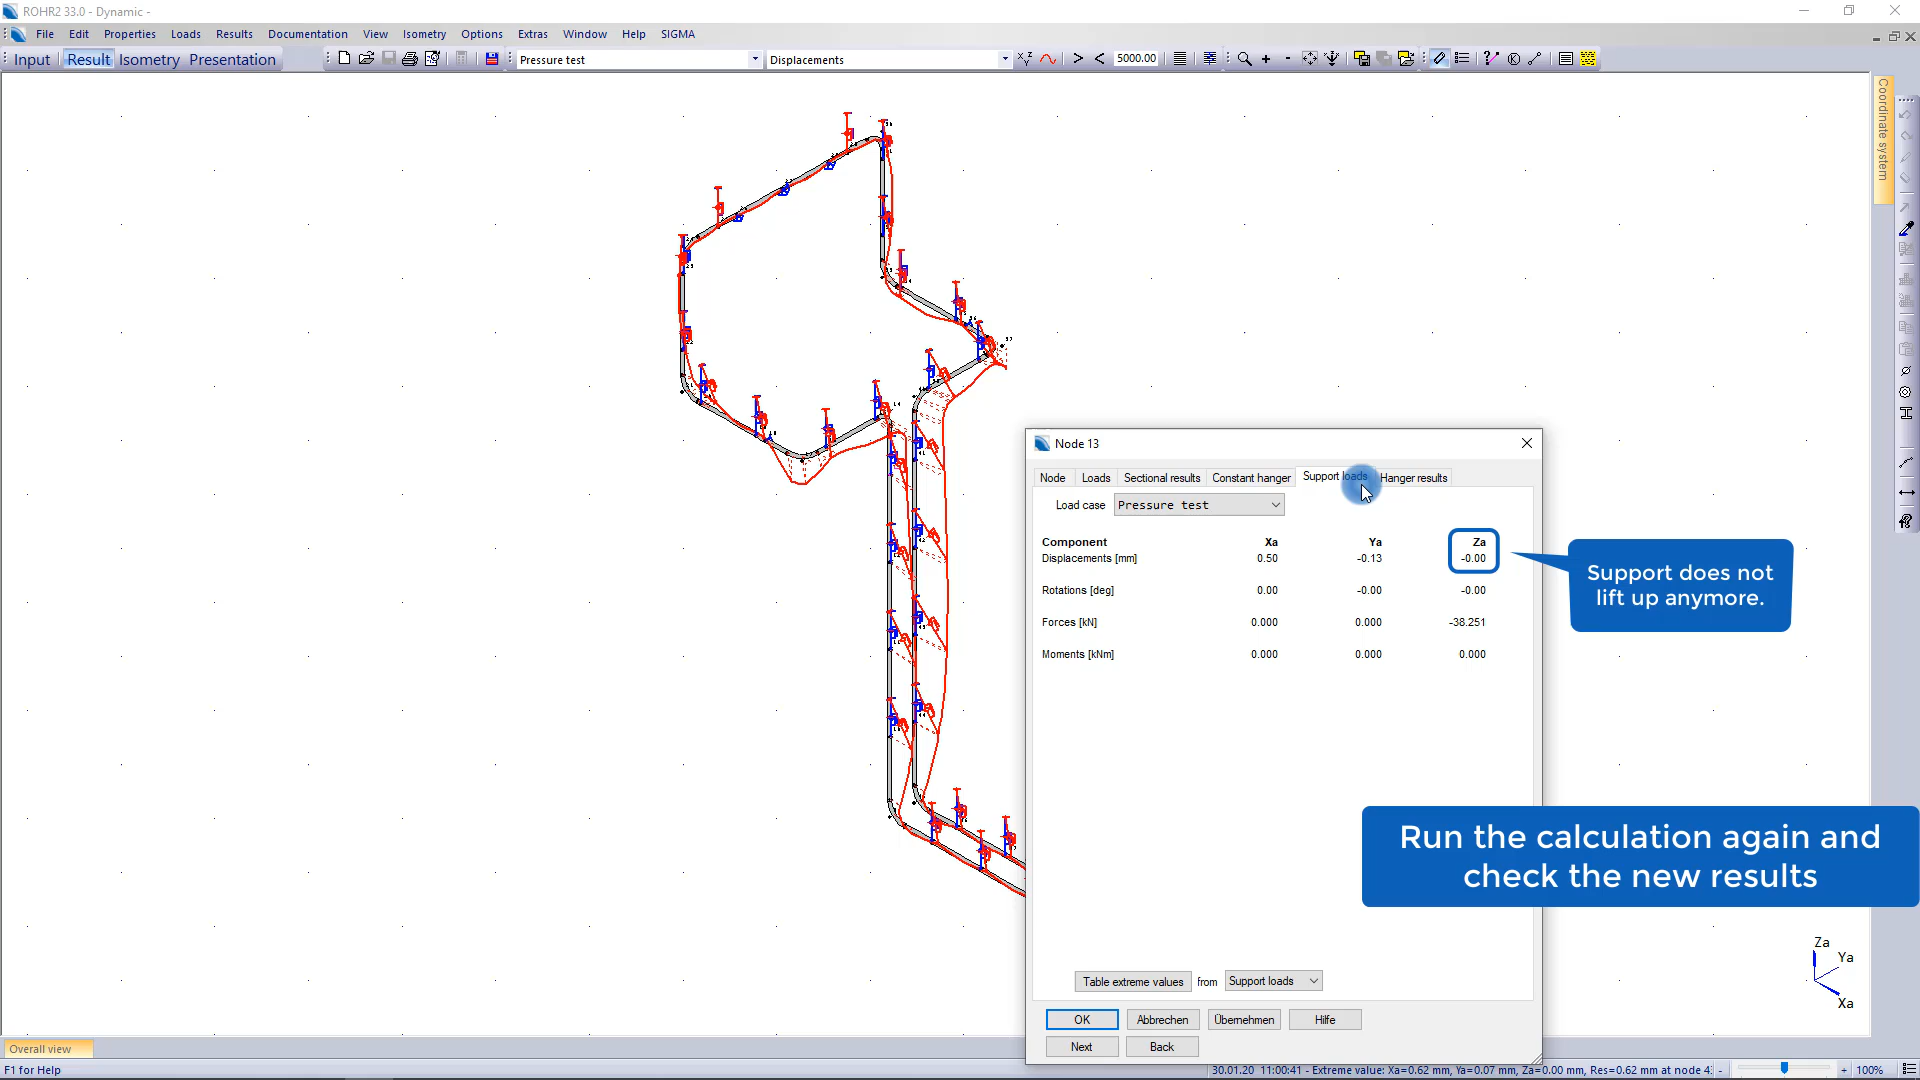 ROHR2 33.0 - Dynamic -
File Edit Properties Loads Results Documentation View Isometry Options Extras Window Help SIGMA
Input Result Isometry Presentation Pressure test Displacements 5000.00
Coordinate system
Node 13
Node Loads Sectional results Constant hanger Support loads Hanger results
Load case Pressure test
Component Xa Ya Za
Displacements [mm] 0.50 -0.13 -0.00
Rotations [deg] 0.00 -0.00 -0.00
Forces [kN] 0.000 0.000 -38.251
Moments [kNm] 0.000 0.000 0.000
Support does not
lift up anymore.
Run the calculation again and
check the new results
Za
Ya
Xa
Table extreme values from Support loads
OK Abbrechen Übernehmen Hilfe
Next Back
Overall view
F1 for Help
30.01.20 11:00:41 - Extreme value: Xa=0.62 mm, Ya=0.07 mm, Za=0.00 mm, Res=0.62 mm at node 100%